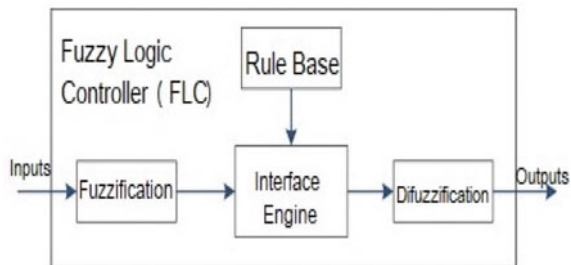 Fuzzy Logic
Controller ( FLC)
Rule Base
Inputs
Fuzzification
Interface
Engine
Difuzzification
Outputs